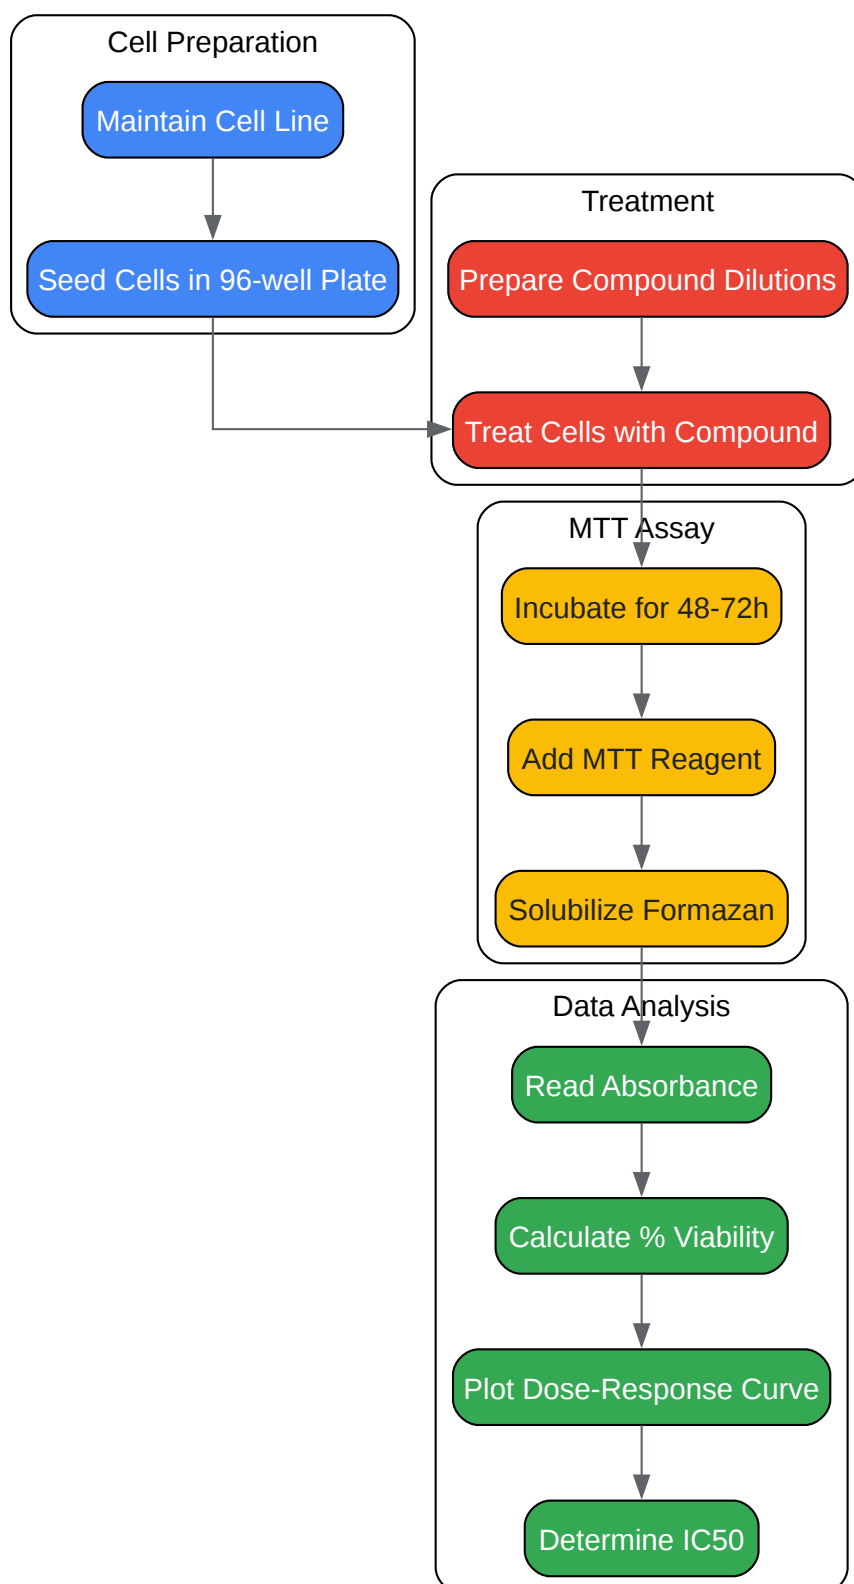 Cell Preparation
Maintain Cell Line
Seed Cells in 96-well Plate
Treatment
Prepare Compound Dilutions
Treat Cells with Compound
MTT Assay
Incubate for 48-72h
Add MTT Reagent
Solubilize Formazan
Data Analysis
Read Absorbance
Calculate % Viability
Plot Dose-Response Curve
Determine IC50